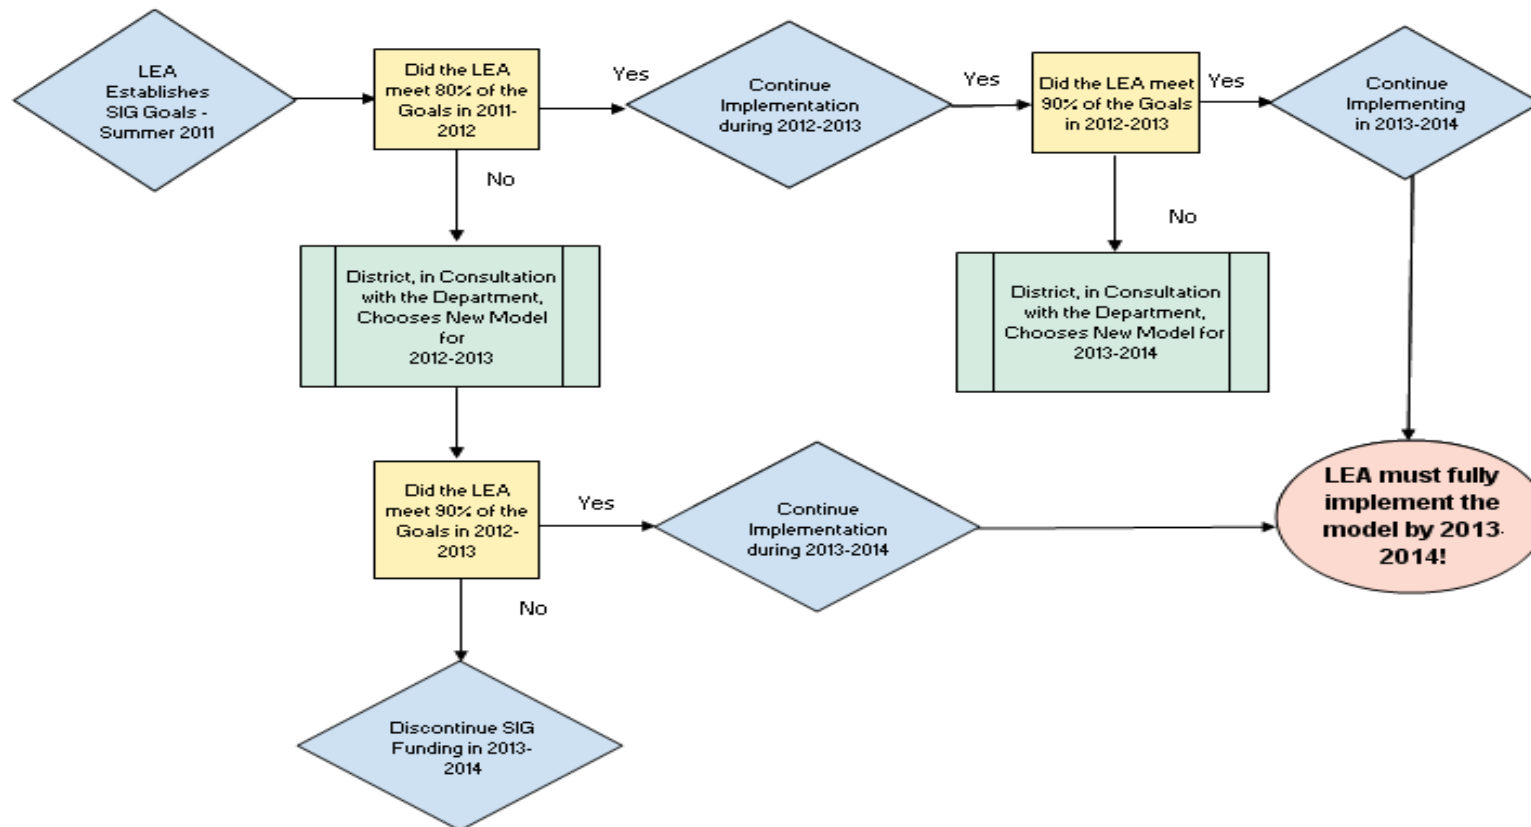 LEA
Establishes
SIG Goals -
Summer 2011
Did the LEA
meet 80% of the
Goals in 2011-
2012
Yes
Continue
Implementation
during 2012-2013
Yes
Did the LEA meet
90% of the Goals
in 2012-2013
Yes
Continue
Implementing
in 2013-2014
No
No
District, in Consultation
with the Department,
Chooses New Model
for
2012-2013
District, in Consultation
with the Department,
Chooses New Model for
2013-2014
Did the LEA
meet 90% of the
Goals in 2012-
2013
Yes
Continue
Implementation
during 2013-2014
LEA must fully
implement the
model by 2013-
2014!
No
Discontinue SIG
Funding in 2013-
2014